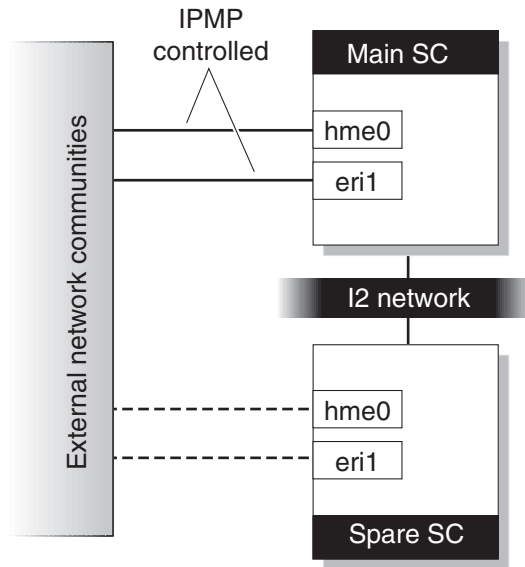 IPMP
controlled
Main SC
hme0
eri1
External network communities
I2 network
hme0
eri1
Spare SC